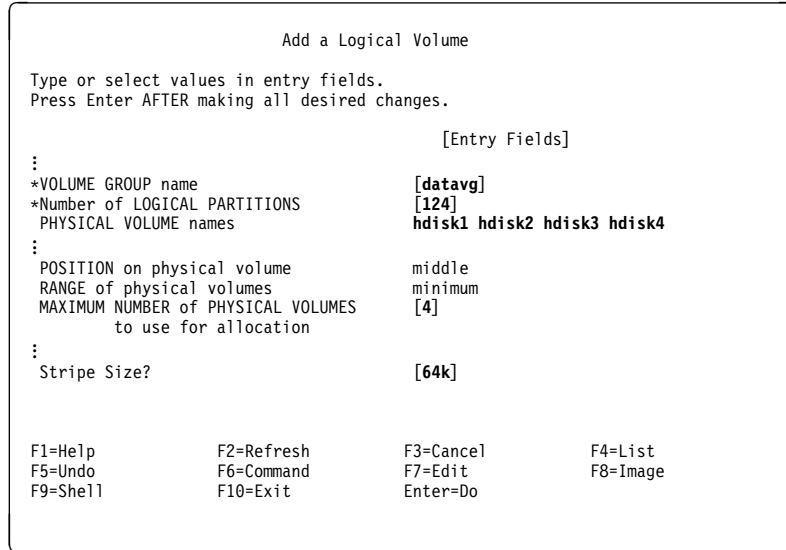 Add a Logical Volume
Type or select values in entry fields.
Press Enter AFTER making all desired changes.
[Entry Fields]
⋮
*VOLUME GROUP name [datavg]
*Number of LOGICAL PARTITIONS [124]
PHYSICAL VOLUME names hdisk1 hdisk2 hdisk3 hdisk4
⋮
POSITION on physical volume middle
RANGE of physical volumes minimum
MAXIMUM NUMBER of PHYSICAL VOLUMES [4]
to use for allocation
⋮
Stripe Size? [64k]
F1=Help F2=Refresh F3=Cancel F4=List
F5=Undo F6=Command F7=Edit F8=Image
F9=Shell F10=Exit Enter=Do